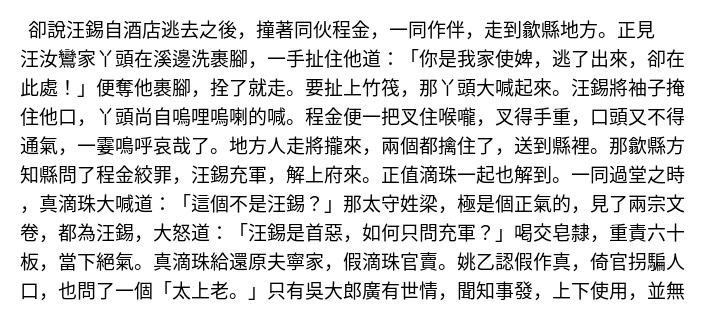 卻說汪錫自酒店逃去之後，撞著同伙程金，一同作伴，走到歙縣地方。正見
汪汝鸞家丫頭在溪邊洗裹腳，一手扯住他道：「你是我家使婢，逃了出來，卻在
此處！」便奪他裹腳，拴了就走。要扯上竹筏，那丫頭大喊起來。汪錫將袖子掩
住他口，丫頭尚自嗚哩嗚喇的喊。程金便一把叉住喉嚨，叉得手重，口頭又不得
通氣，一霎嗚呼哀哉了。地方人走將攏來，兩個都擒住了，送到縣裡。那歙縣方
知縣問了程金絞罪，汪錫充軍，解上府來。正值滴珠一起也解到。一同過堂之時
，真滴珠大喊道：「這個不是汪錫？」那太守姓梁，極是個正氣的，見了兩宗文
卷，都為汪錫，大怒道：「汪錫是首惡，如何只問充軍？」喝交皂隸，重責六十
板，當下絕氣。真滴珠給還原夫寧家，假滴珠官賣。姚乙認假作真，倚官拐騙人
口，也問了一個「太上老。」只有吳大郎廣有世情，聞知事發，上下使用，並無